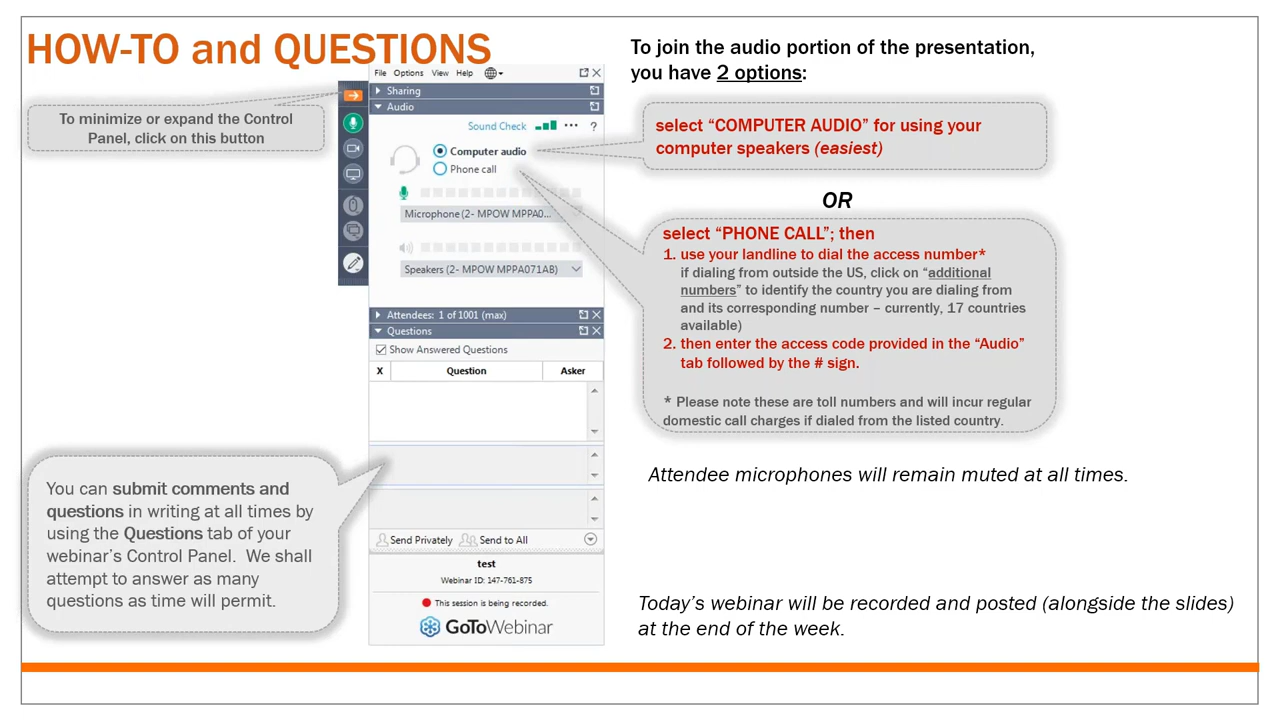 HOW-TO and QUESTIONS
To minimize or expand the Control
Panel, click on this button
File Options View Help
Sharing
Audio
Sound Check ... ?
Computer audio
Phone call
Microphone (2- MPOW MPPA0...
Speakers (2- MPOW MPPA071AB)
Attendees: 1 of 1001 (max)
Questions
Show Answered Questions
X Question Asker
Send Privately Send to All
test
Webinar ID: 147-761-875
This session is being recorded.
GoToWebinar
You can submit comments and
questions in writing at all times by
using the Questions tab of your
webinar’s Control Panel. We shall
attempt to answer as many
questions as time will permit.
To join the audio portion of the presentation,
you have 2 options:
select “COMPUTER AUDIO” for using your
computer speakers (easiest)
OR
select “PHONE CALL”; then
1. use your landline to dial the access number*
if dialing from outside the US, click on “additional
numbers” to identify the country you are dialing from
and its corresponding number – currently, 17 countries
available)
2. then enter the access code provided in the “Audio”
tab followed by the # sign.
* Please note these are toll numbers and will incur regular
domestic call charges if dialed from the listed country.
Attendee microphones will remain muted at all times.
Today’s webinar will be recorded and posted (alongside the slides)
at the end of the week.